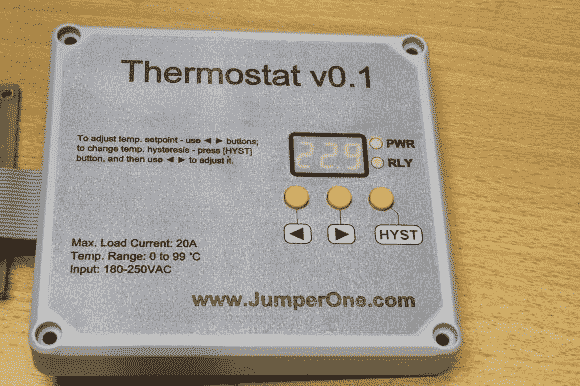 Thermostat v0.1
To adjust temp. setpoint - use ◄ ► buttons;
to change temp. hysteresis - press [HYST]
button, and then use ◄ ► to adjust it.
PWR
RLY
◄ ► HYST
Max. Load Current: 20A
Temp. Range: 0 to 99 °C
Input: 180-250VAC
www.JumperOne.com